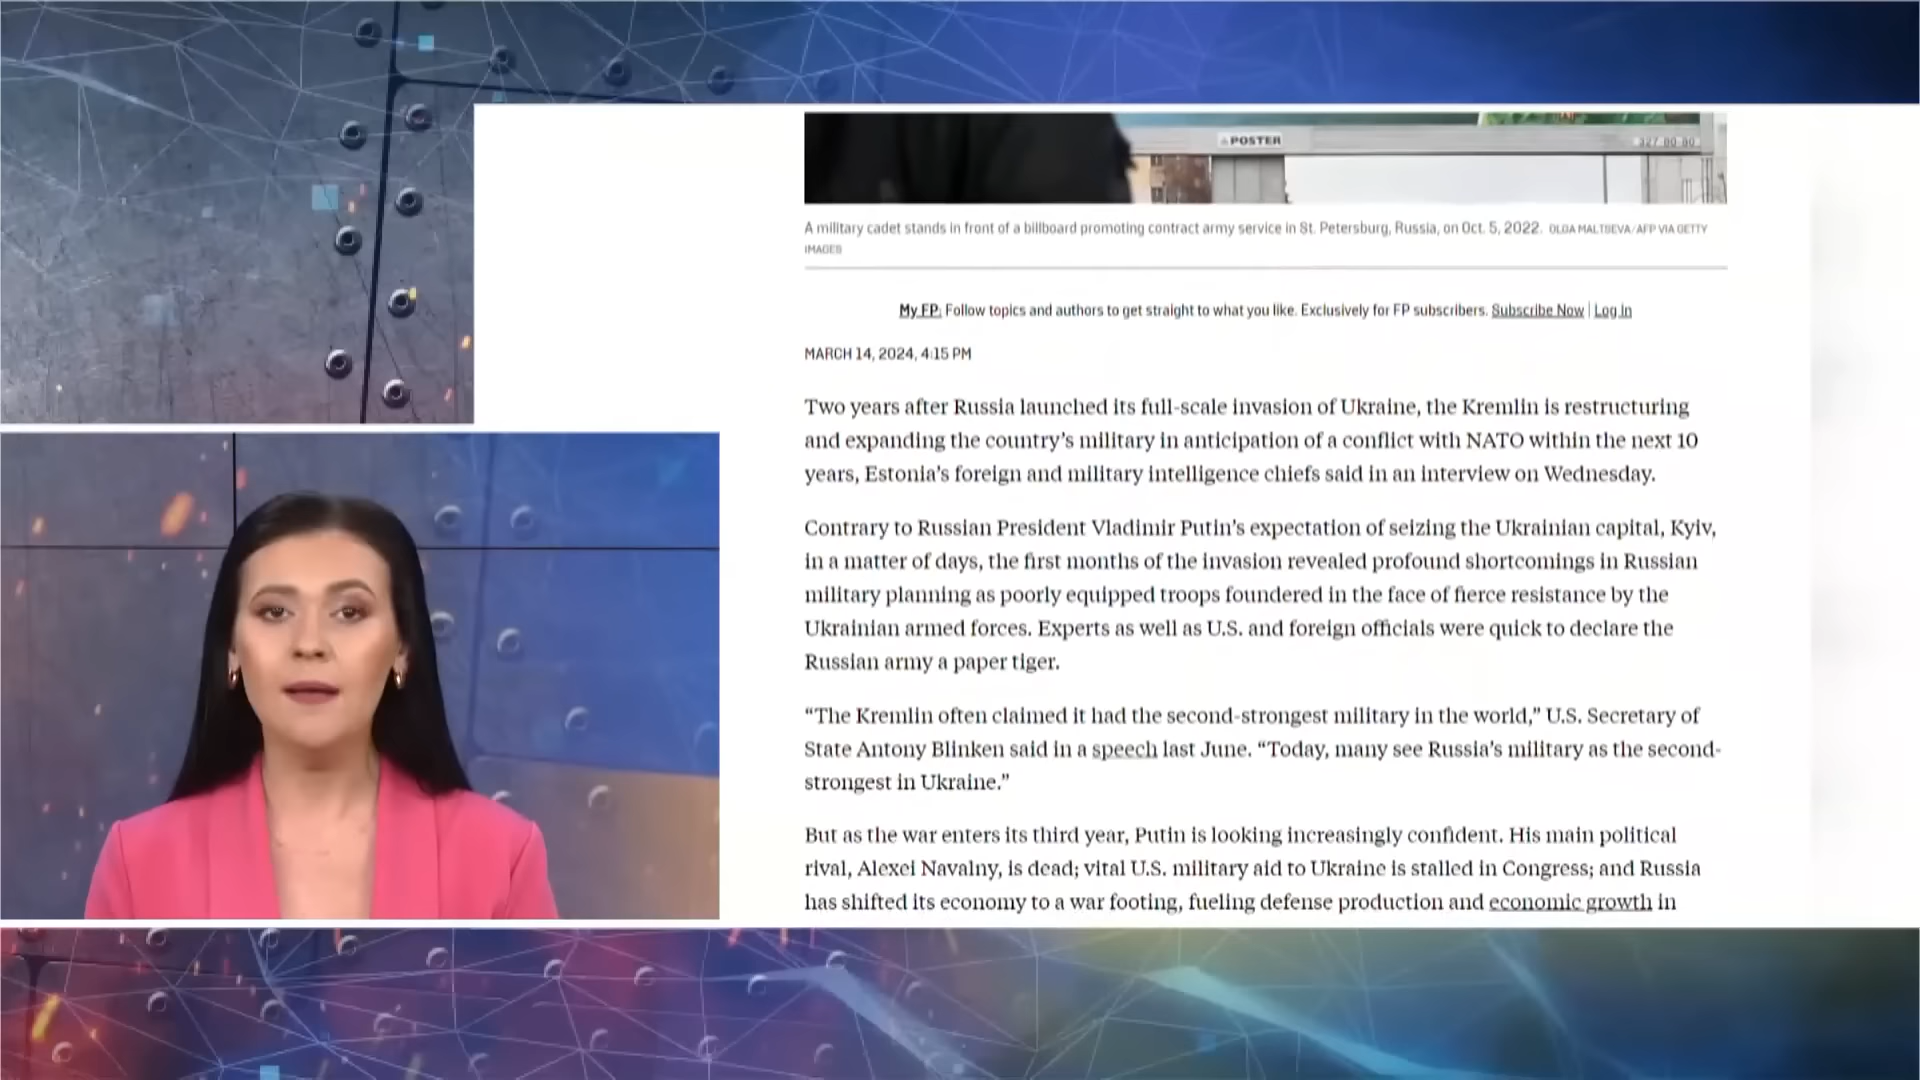 POSTER
327 00 80
A military cadet stands in front of a billboard promoting contract army service in St. Petersburg, Russia, on Oct. 5, 2022. OLGA MALTSEVA/AFP VIA GETTY
IMAGES
My FP: Follow topics and authors to get straight to what you like. Exclusively for FP subscribers. Subscribe Now | Log In
MARCH 14, 2024, 4:15 PM
Two years after Russia launched its full-scale invasion of Ukraine, the Kremlin is restructuring
and expanding the country's military in anticipation of a conflict with NATO within the next 10
years, Estonia's foreign and military intelligence chiefs said in an interview on Wednesday.
Contrary to Russian President Vladimir Putin's expectation of seizing the Ukrainian capital, Kyiv,
in a matter of days, the first months of the invasion revealed profound shortcomings in Russian
military planning as poorly equipped troops foundered in the face of fierce resistance by the
Ukrainian armed forces. Experts as well as U.S. and foreign officials were quick to declare the
Russian army a paper tiger.
“The Kremlin often claimed it had the second-strongest military in the world,” U.S. Secretary of
State Antony Blinken said in a speech last June. “Today, many see Russia's military as the second-
strongest in Ukraine.”
But as the war enters its third year, Putin is looking increasingly confident. His main political
rival, Alexei Navalny, is dead; vital U.S. military aid to Ukraine is stalled in Congress; and Russia
has shifted its economy to a war footing, fueling defense production and economic growth in